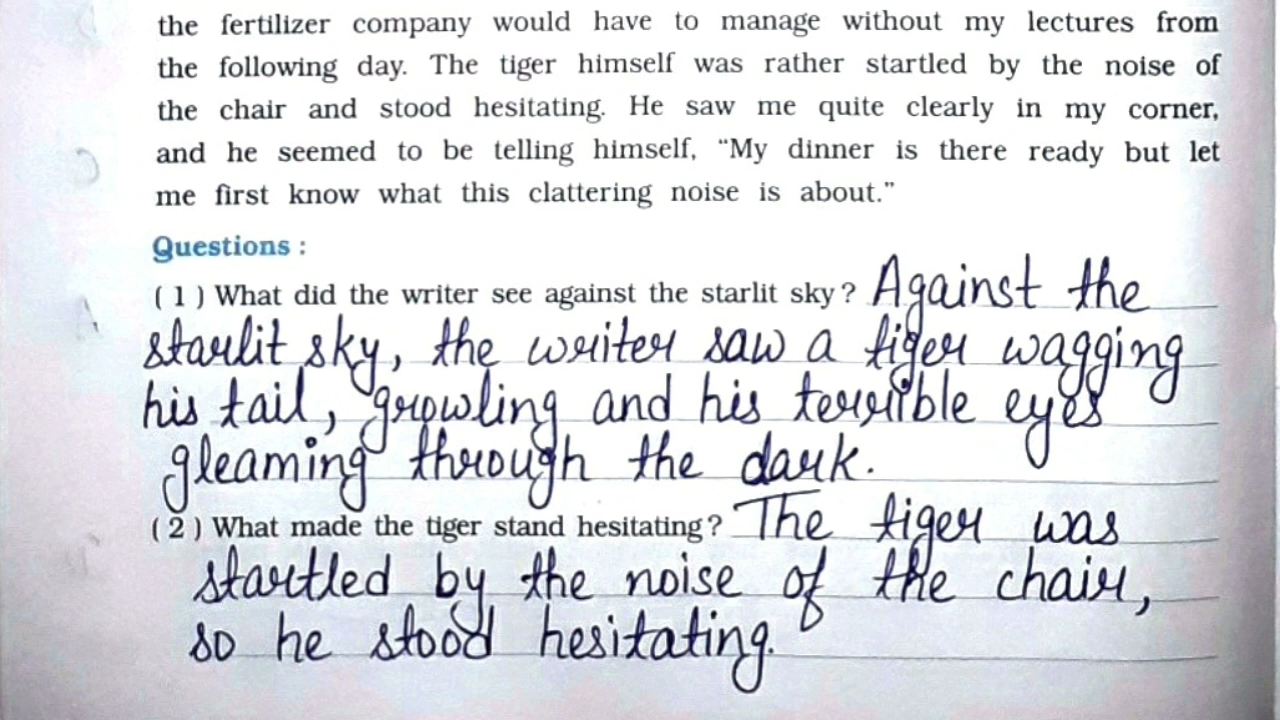 the fertilizer company would have to manage without my lectures from
the following day. The tiger himself was rather startled by the noise of
the chair and stood hesitating. He saw me quite clearly in my corner,
and he seemed to be telling himself, “My dinner is there ready but let
me first know what this clattering noise is about.”
Questions :
( 1 ) What did the writer see against the starlit sky? Against the
starlit sky, the writer saw a tiger wagging
his tail, growling and his terrible eyes
gleaming through the dark.
( 2 ) What made the tiger stand hesitating? The tiger was
startled by the noise of the chair,
so he stood hesitating.